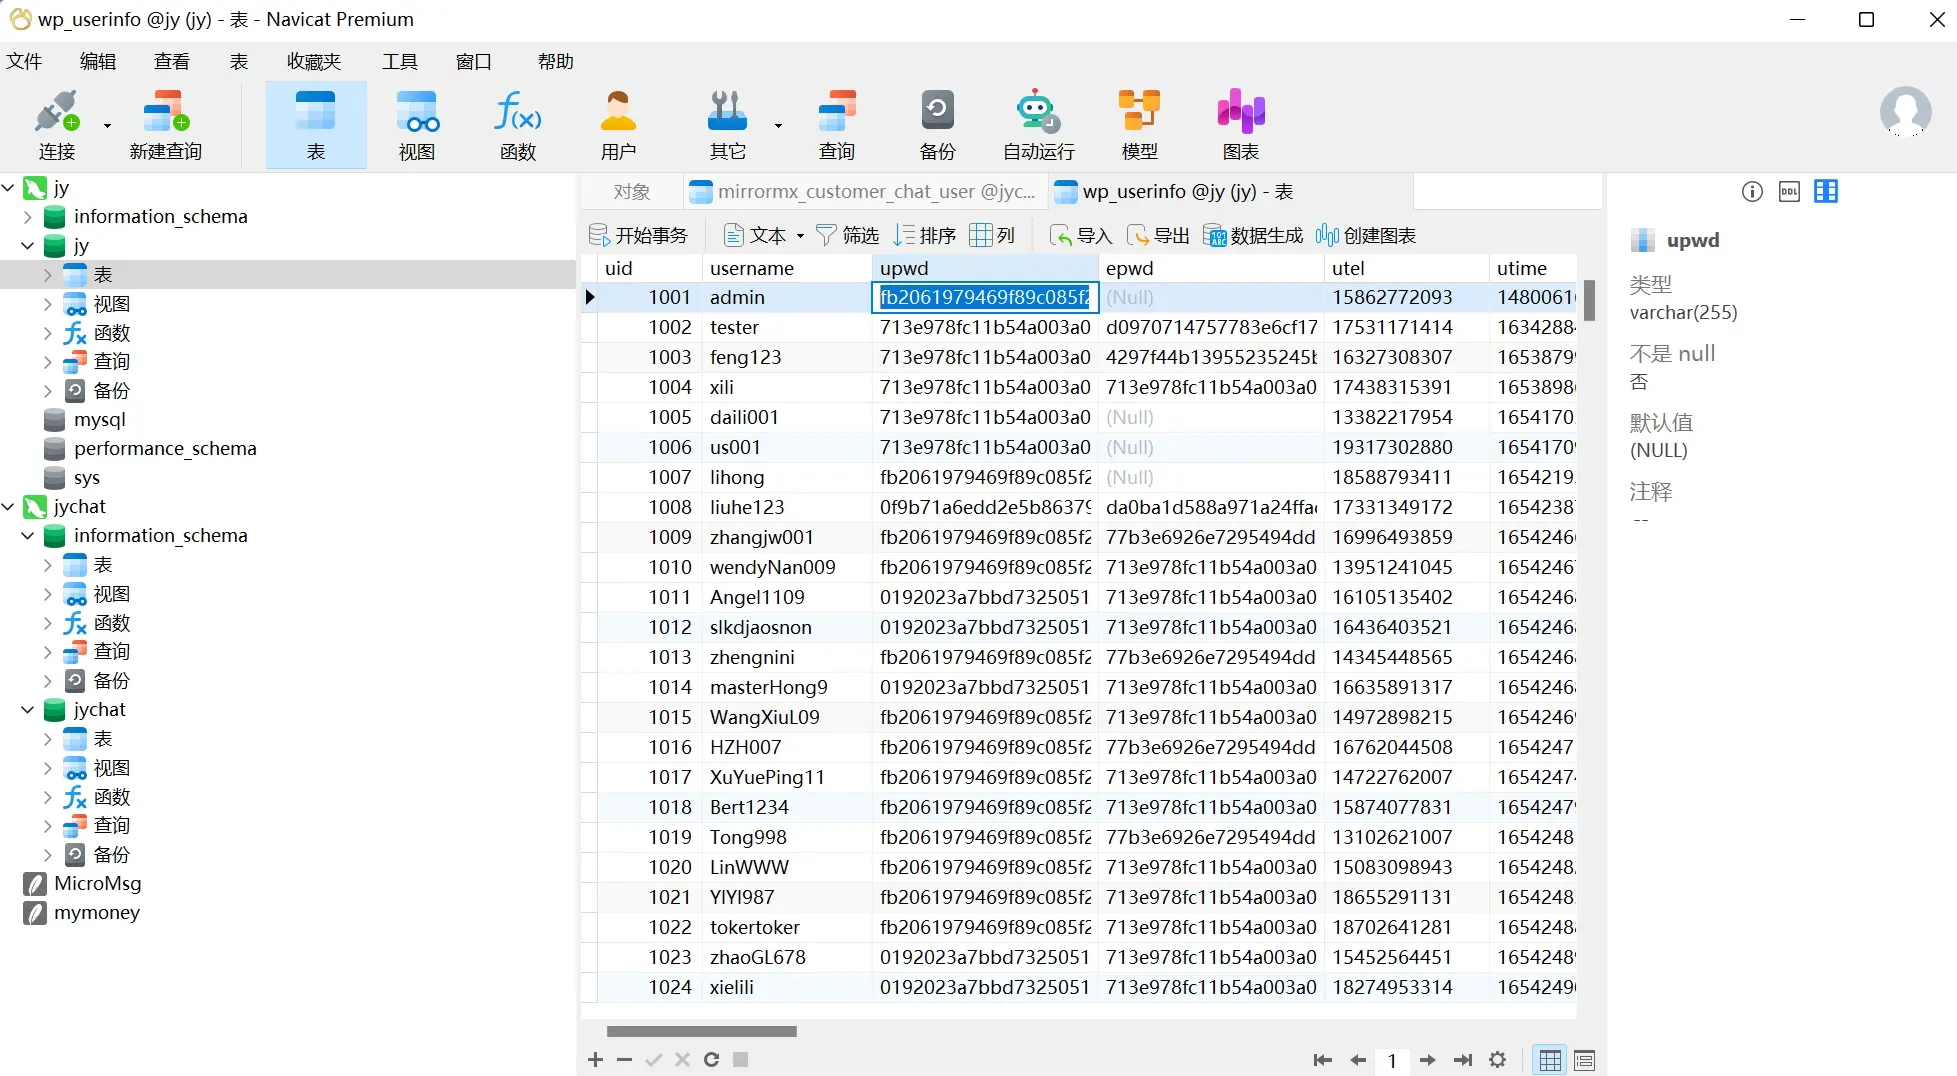 wp_userinfo @jy (jy) - 表 - Navicat Premium
文件 编辑 查看 表 收藏夹 工具 窗口 帮助
连接 新建查询 表 视图 函数 用户 其它 查询 备份 自动运行 模型 图表
jy
information_schema
jy
表
视图
函数
查询
备份
mysql
performance_schema
sys
jychat
information_schema
表
视图
函数
查询
备份
jychat
表
视图
函数
查询
备份
MicroMsg
mymoney
对象 mirrormx_customer_chat_user @jyc... wp_userinfo @jy (jy) - 表
开始事务 文本 筛选 排序 列 导入 导出 数据生成 创建图表
uid username upwd epwd utel utime
1001 admin fb2061979469f89c085f2 (Null) 15862772093 1480061
1002 tester 713e978fc11b54a003a0 d0970714757783e6cf17 17531171414 1634288
1003 feng123 713e978fc11b54a003a0 4297f44b13955235245b 16327308307 1653879
1004 xili 713e978fc11b54a003a0 713e978fc11b54a003a0 17438315391 1653898
1005 daili001 713e978fc11b54a003a0 (Null) 13382217954 1654170
1006 us001 713e978fc11b54a003a0 (Null) 19317302880 1654170
1007 lihong fb2061979469f89c085f2 (Null) 18588793411 1654219
1008 liuhe123 0f9b71a6edd2e5b86379 da0ba1d588a971a24ffa 17331349172 1654238
1009 zhangjw001 fb2061979469f89c085f2 77b3e6926e7295494dd 16996493859 1654246
1010 wendyNan009 fb2061979469f89c085f2 713e978fc11b54a003a0 13951241045 1654246
1011 Angel1109 0192023a7bbd7325051 713e978fc11b54a003a0 16105135402 1654246
1012 slkdjaosnon 0192023a7bbd7325051 713e978fc11b54a003a0 16436403521 1654246
1013 zhengnini fb2061979469f89c085f2 77b3e6926e7295494dd 14345448565 1654246
1014 masterHong9 0192023a7bbd7325051 713e978fc11b54a003a0 16635891317 1654246
1015 WangXiuL09 fb2061979469f89c085f2 713e978fc11b54a003a0 14972898215 1654246
1016 HZH007 fb2061979469f89c085f2 77b3e6926e7295494dd 16762044508 1654247
1017 XuYuePing11 fb2061979469f89c085f2 713e978fc11b54a003a0 14722762007 1654247
1018 Bert1234 fb2061979469f89c085f2 713e978fc11b54a003a0 15874077831 1654247
1019 Tong998 fb2061979469f89c085f2 77b3e6926e7295494dd 13102621007 1654248
1020 LinWWW fb2061979469f89c085f2 713e978fc11b54a003a0 15083098943 1654248
1021 YIYI987 fb2061979469f89c085f2 713e978fc11b54a003a0 18655291131 1654248
1022 tokertoker fb2061979469f89c085f2 713e978fc11b54a003a0 18702641281 1654248
1023 zhaoGL678 0192023a7bbd7325051 713e978fc11b54a003a0 15452564451 1654248
1024 xielili 0192023a7bbd7325051 713e978fc11b54a003a0 18274953314 1654249
1
DDL
upwd
类型
varchar(255)
不是 null
否
默认值
(NULL)
注释
--